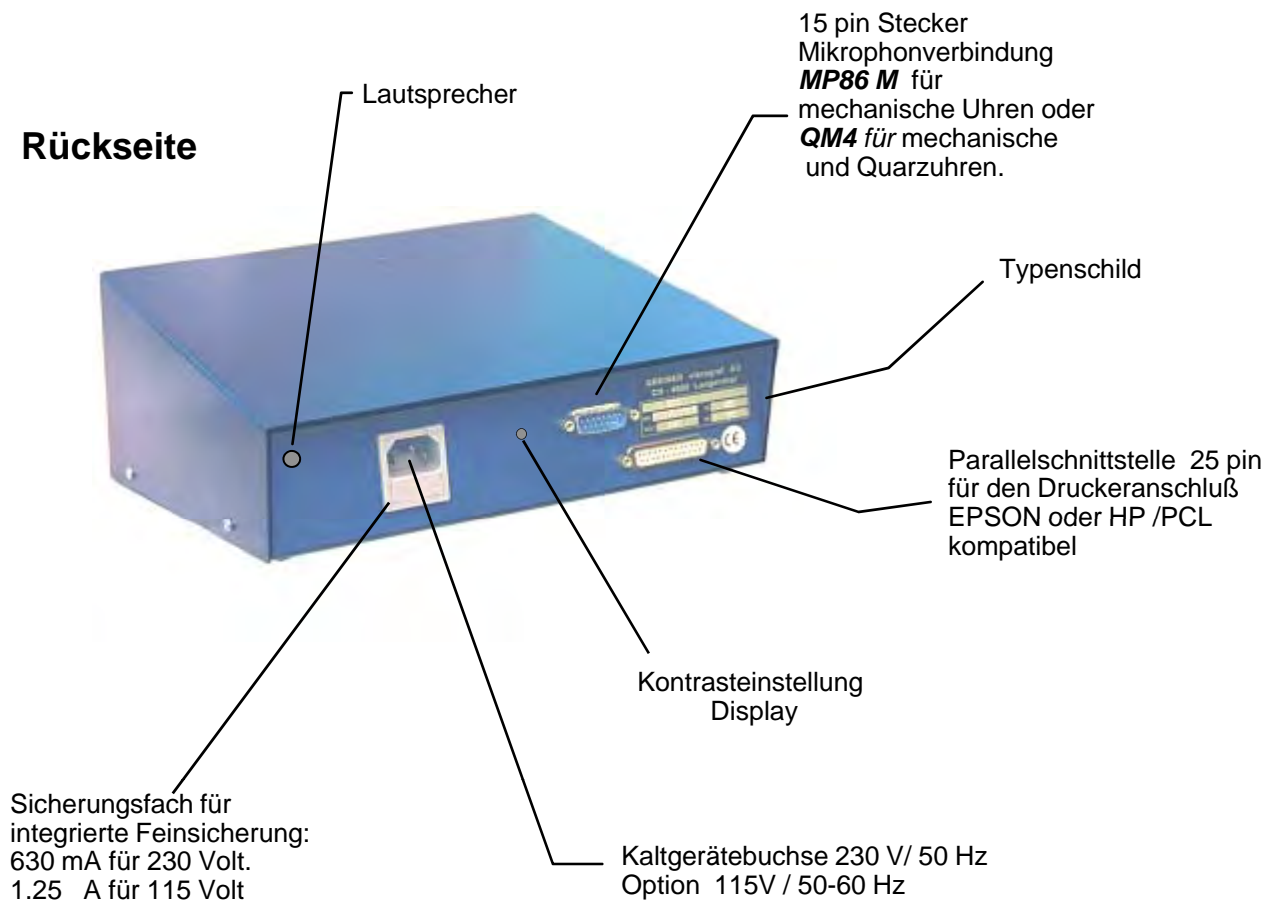 15 pin Stecker
Mikrophonverbindung
MP86 M für
mechanische Uhren oder
QM4 für mechanische
und Quarzuhren.
Lautsprecher
Rückseite
Typenschild
CE
Parallelschnittstelle 25 pin
für den Druckeranschluß
EPSON oder HP /PCL
kompatibel
Kontrasteinstellung
Display
Sicherungsfach für
integrierte Feinsicherung:
630 mA für 230 Volt.
1,25 A für 115 Volt
Kaltgerätebuchse 230 V/ 50 Hz
Option 115V / 50-60 Hz